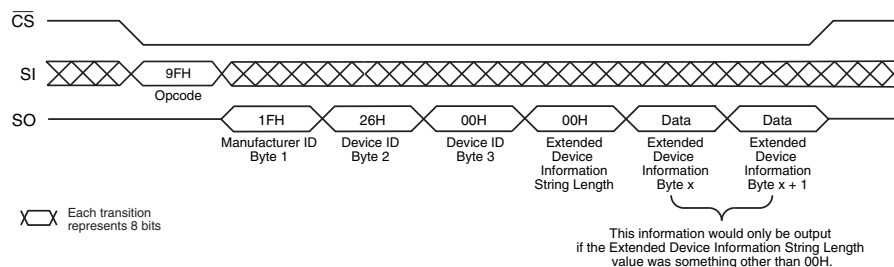 CS
SI
9FH
Opcode
SO
1FH
26H
00H
00H
Data
Data
Manufacturer ID
Byte 1
Device ID
Byte 2
Device ID
Byte 3
Extended
Device
Information
String Length
Extended
Device
Information
Byte x
Extended
Device
Information
Byte x + 1
Each transition
represents 8 bits
This information would only be output
if the Extended Device Information String Length
value was something other than 00H.